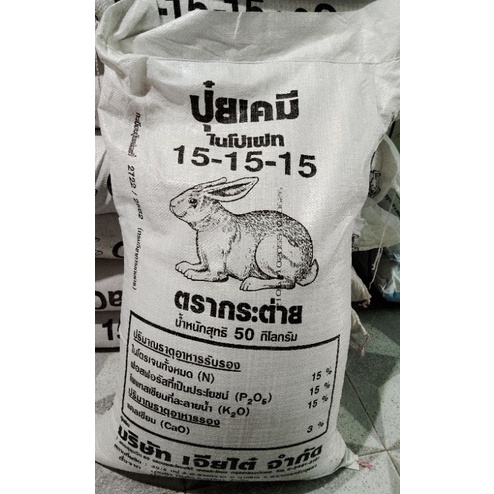 ปุ๋ยเคมี
ไนโปเฟท
15-15-15
ตรากระต่าย
น้ำหนักสุทธิ 50 กิโลกรัม
ปริมาณธาตุอาหารรับรอง
ไนโตรเจนทั้งหมด (N) 15 %
ฟอสฟอรัสที่เป็นประโยชน์ (P₂O₅) 15 %
โพแทสเซียมที่ละลายน้ำ (K₂O) 15 %
ปริมาณธาตุอาหารรอง
แคลเซียม (CaO) 3 %
บริษัท เจียไต๋ จำกัด